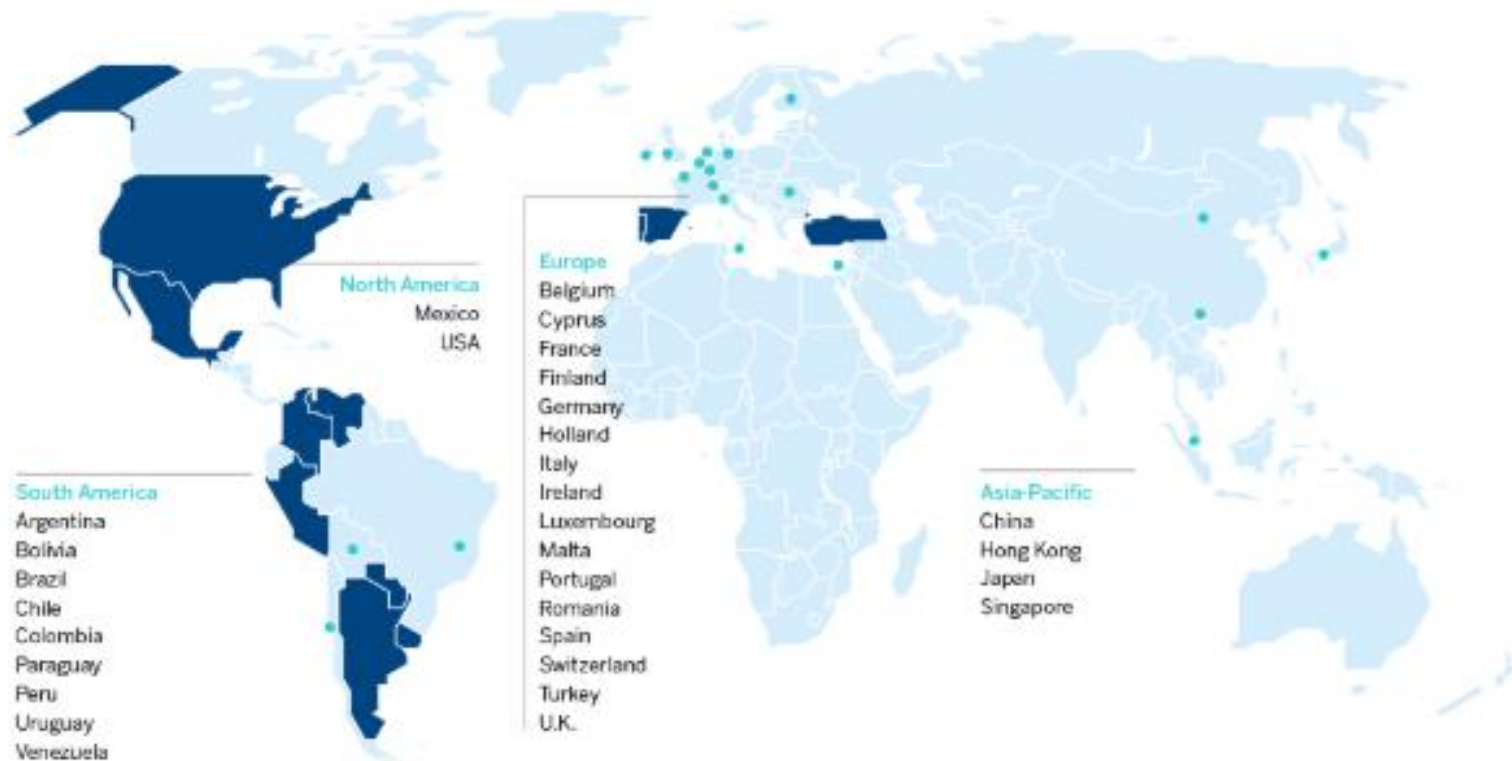 North America
Mexico
USA
South America
Argentina
Bolivia
Brazil
Chile
Colombia
Paraguay
Peru
Uruguay
Venezuela
Europe
Belgium
Cyprus
France
Finland
Germany
Holland
Italy
Ireland
Luxembourg
Malta
Portugal
Romania
Spain
Switzerland
Turkey
U.K.
Asia-Pacific
China
Hong Kong
Japan
Singapore